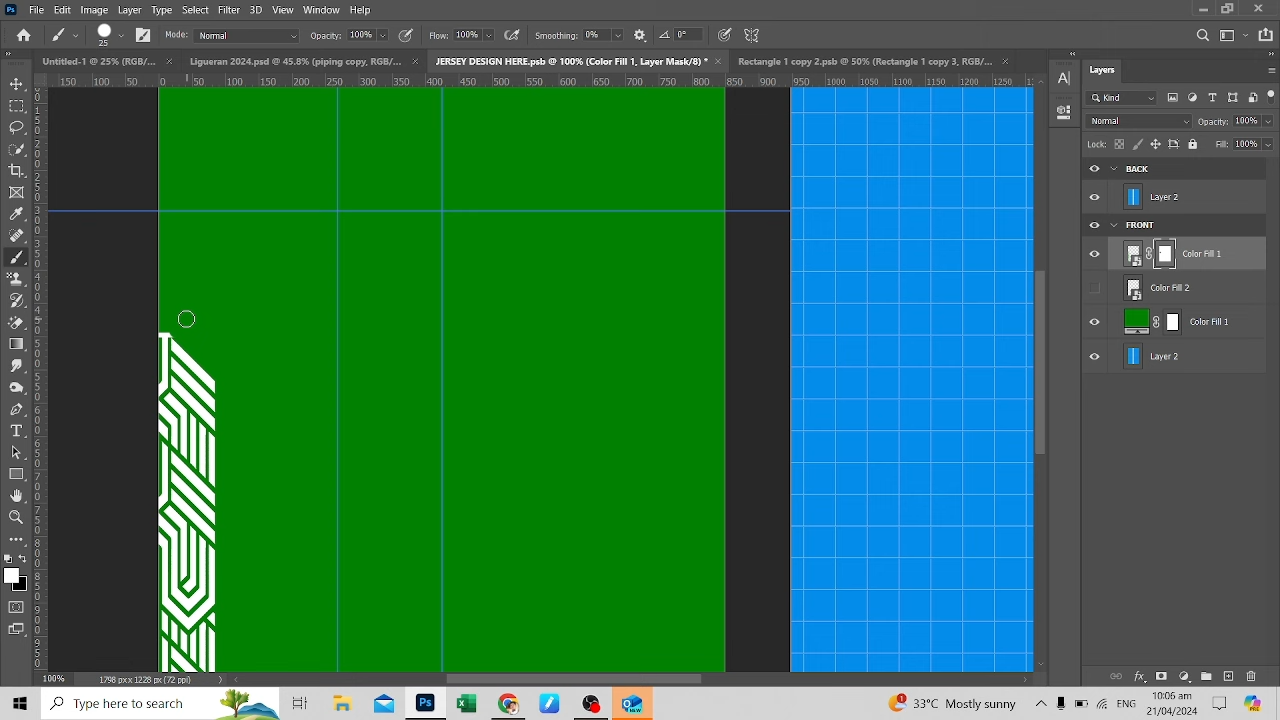 Ps File Edit Image Layer Type Select Filter 3D View Window Help
25 Mode: Normal Opacity: 100% Flow: 100% Smoothing: 0% 0°
Untitled-1 @ 25% (RGB/... × Ligueran 2024.psd @ 45.8% (piping copy, RGB/... × JERSEY DESIGN HERE.psb @ 100% (Color Fill 1, Layer Mask/8) * × Rectangle 1 copy 2.psb @ 50% (Rectangle 1 copy 3, RGB/... ×
150 100 50 0 50 100 150 200 250 300 350 400 450 500 550 600 650 700 750 800 850 900 950 1000 1050 1100 1150 1200 1250
Layers
Kind
Normal Opacity: 100%
Lock: Fill: 100%
BACK
Layer 2
FRONT
Color Fill 1
Color Fill 2
Color Fill 1
Layer 2
100% 1798 px x 1228 px (72 ppi)
Type here to search
33°C Mostly sunny
ENG
10:06 am
21/04/2024